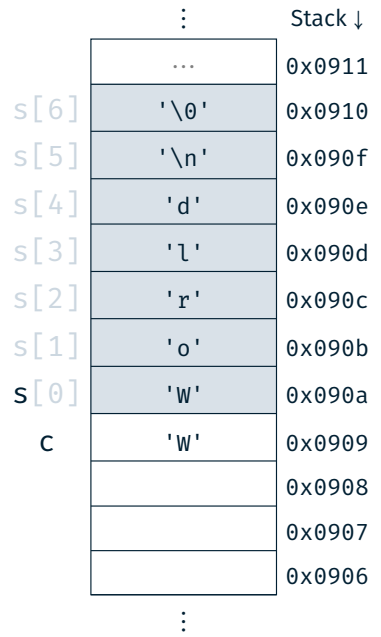 ⋮ Stack ↓
... 0x0911
s[6] '\0' 0x0910
s[5] '\n' 0x090f
s[4] 'd' 0x090e
s[3] 'l' 0x090d
s[2] 'r' 0x090c
s[1] 'o' 0x090b
s[0] 'W' 0x090a
c 'W' 0x0909
0x0908
0x0907
0x0906
⋮